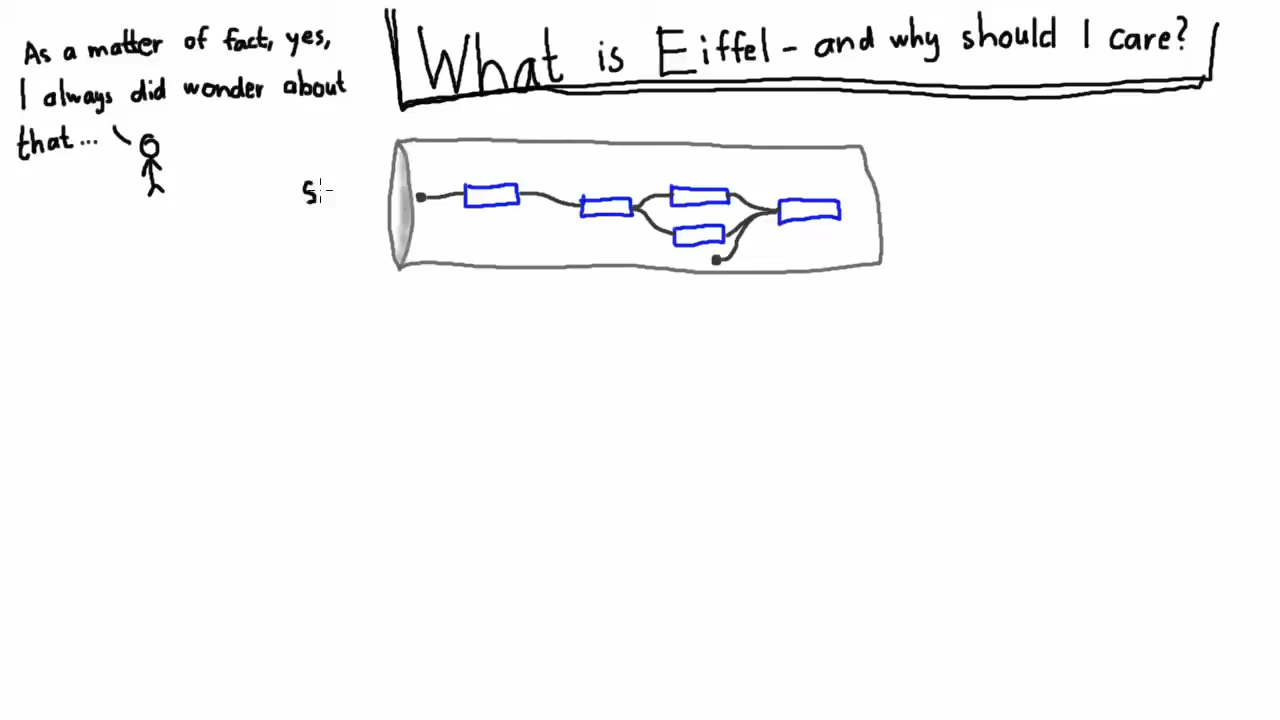 As a matter of fact, yes,
I always did wonder about
that...
What is Eiffel - and why should I care?
S